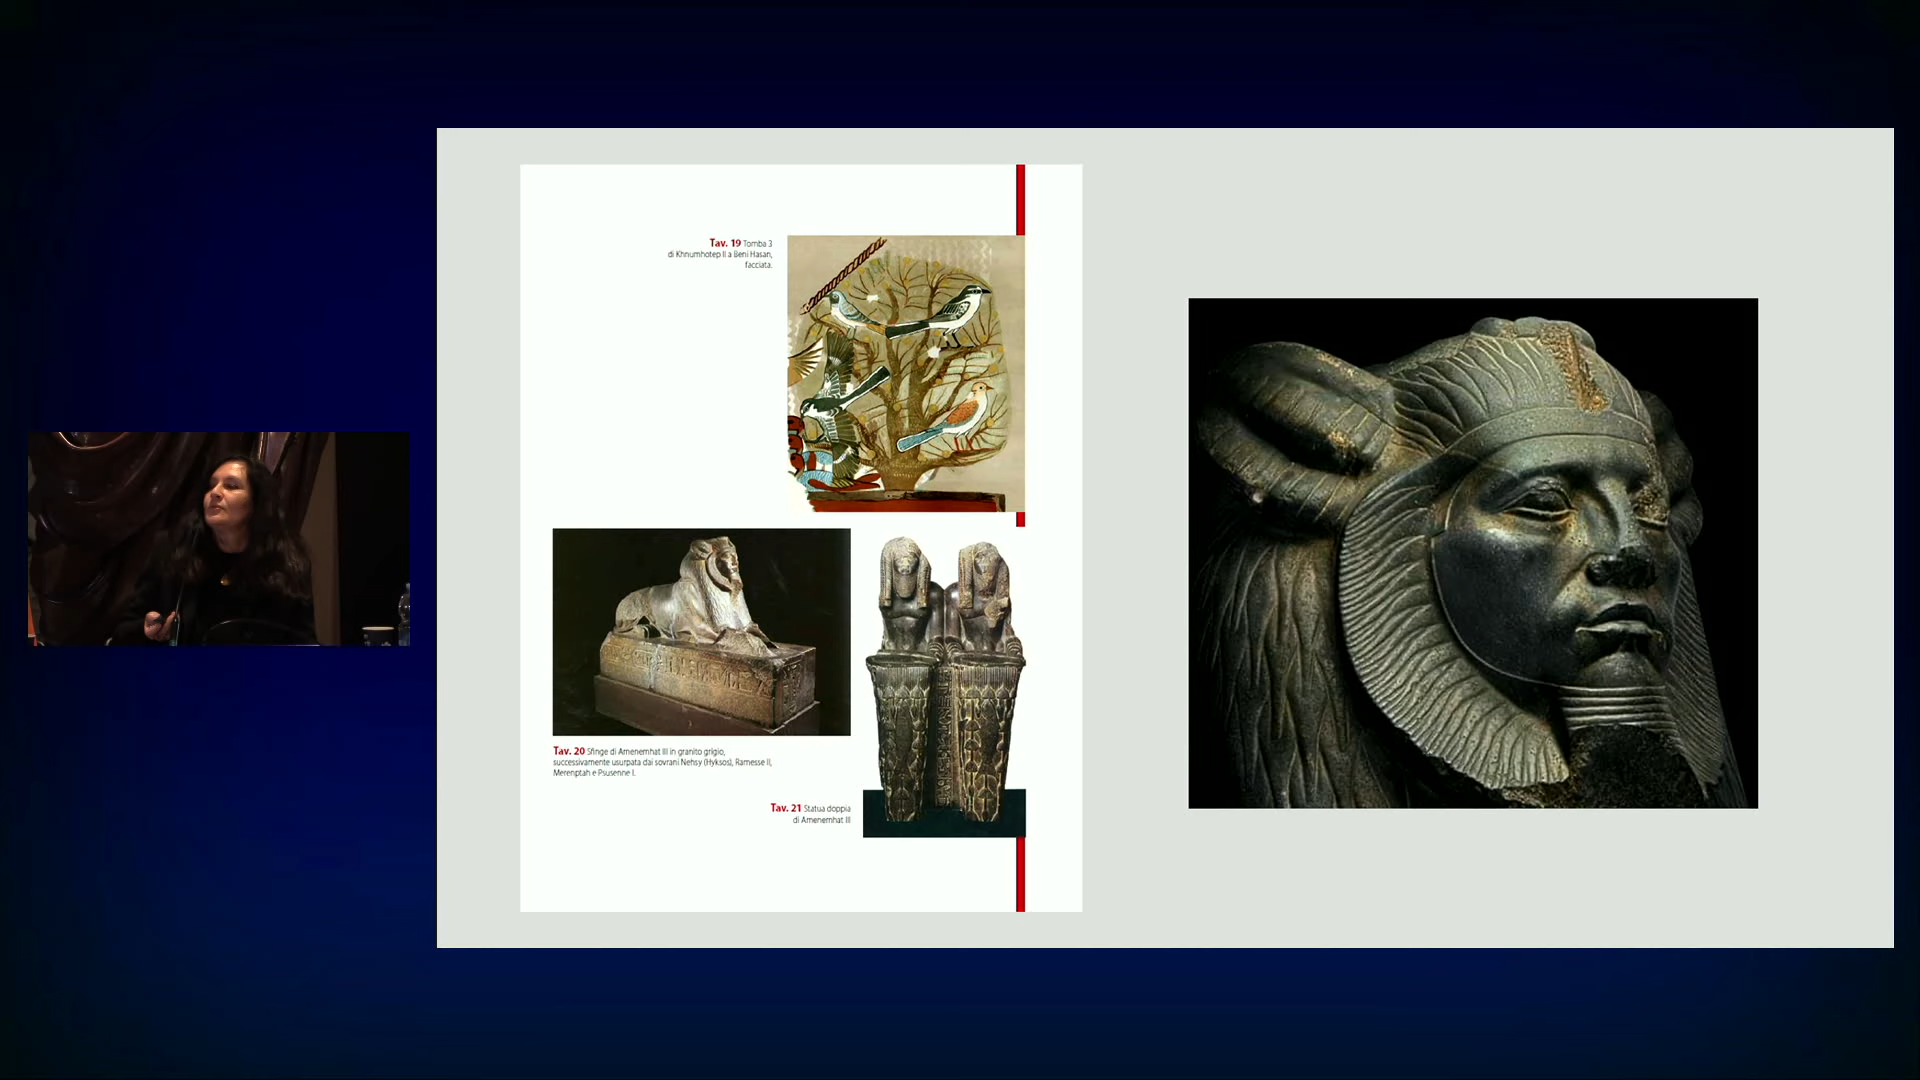 Tav. 19 Tomba 3
di Khnumhotep II a Beni Hasan,
facciata.
Tav. 20 Sfinge di Amenemhat III in granito grigio,
successivamente usurpata dai sovrani Nehsy (Hyksos), Ramesse II,
Merenptah e Psusenne I.
Tav. 21 Statua doppia
di Amenemhat III